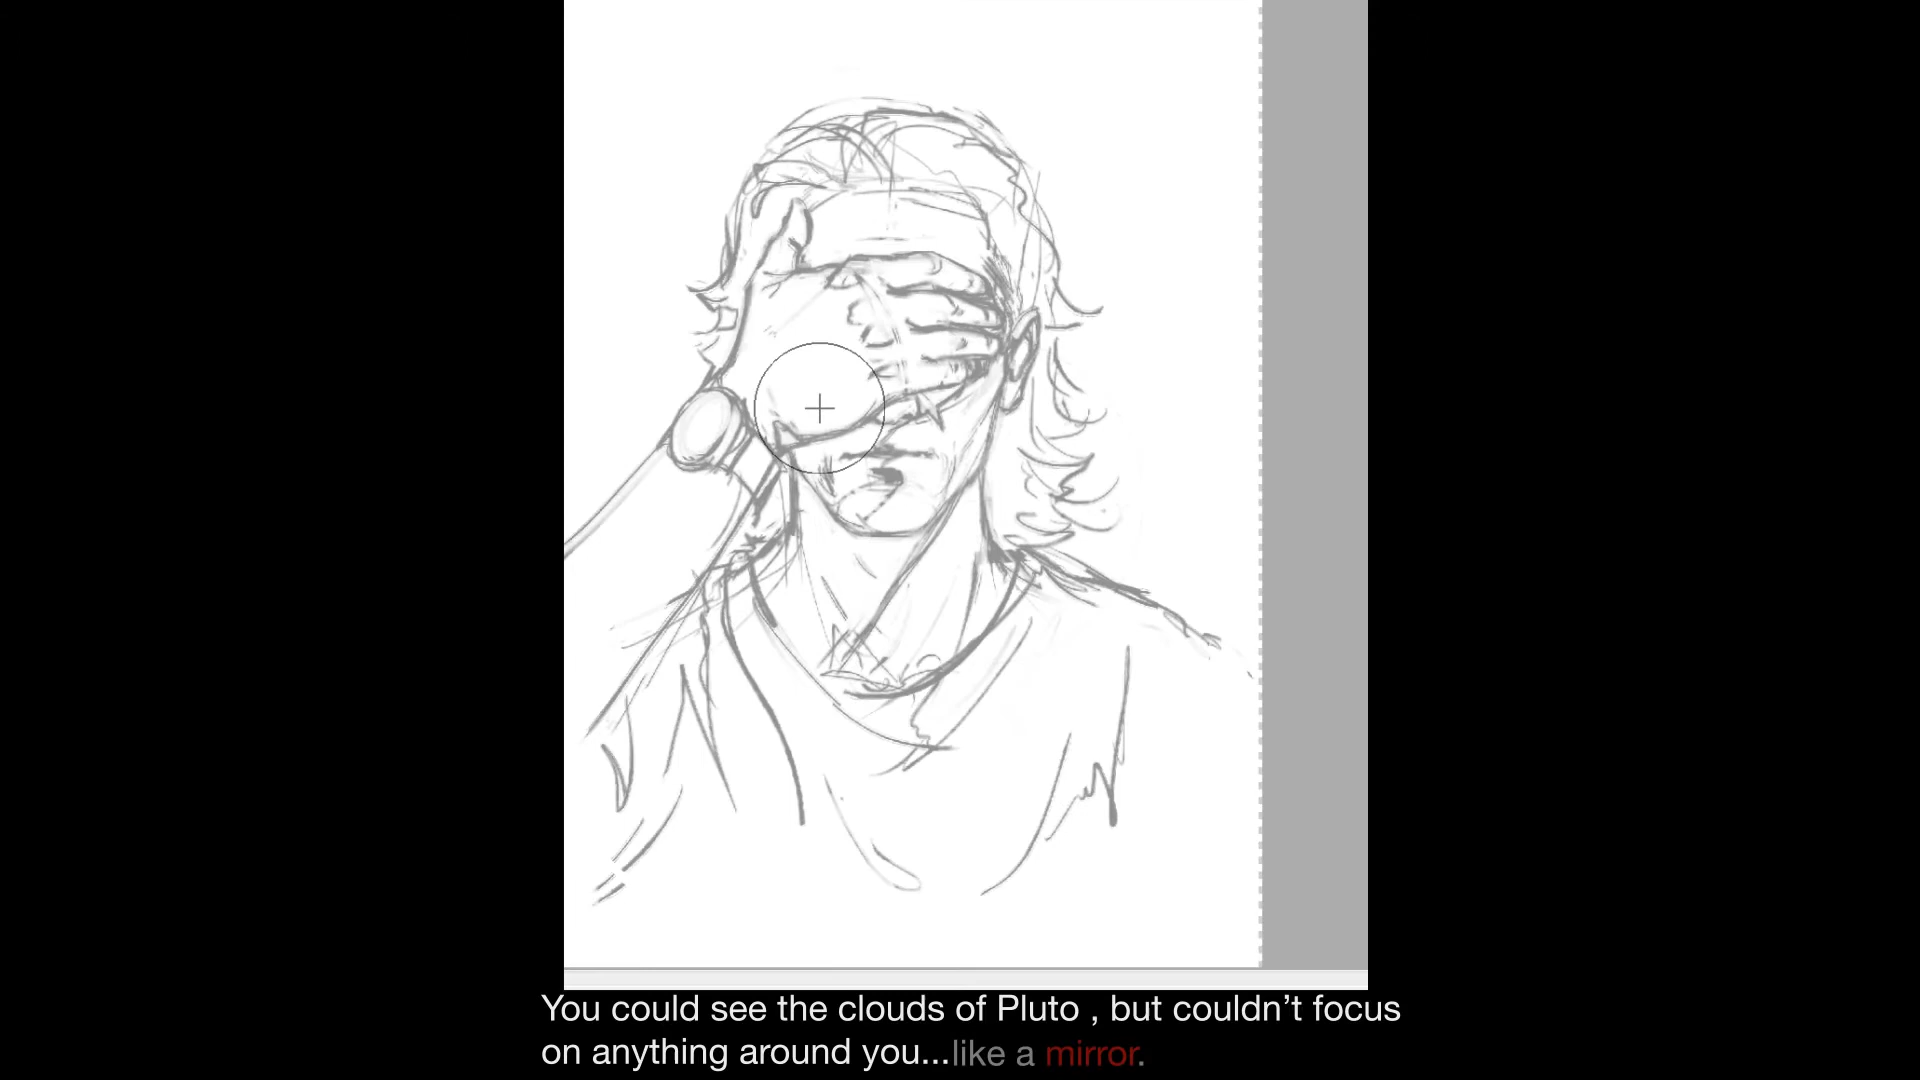 You could see the clouds of Pluto , but couldn’t focus
on anything around you...like a mirror.